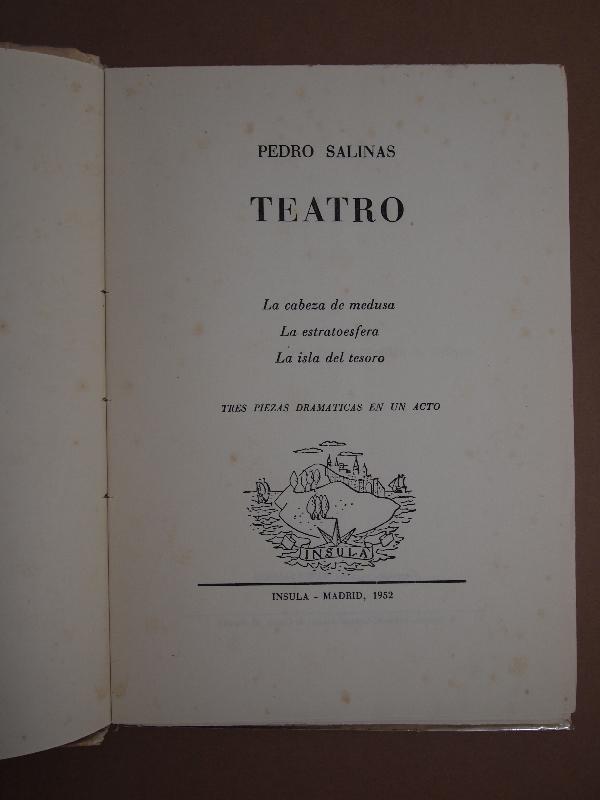 PEDRO SALINAS
TEATRO
La cabeza de medusa
La estratoesfera
La isla del tesoro
TRES PIEZAS DRAMATICAS EN UN ACTO
INSULA
INSULA - MADRID, 1952